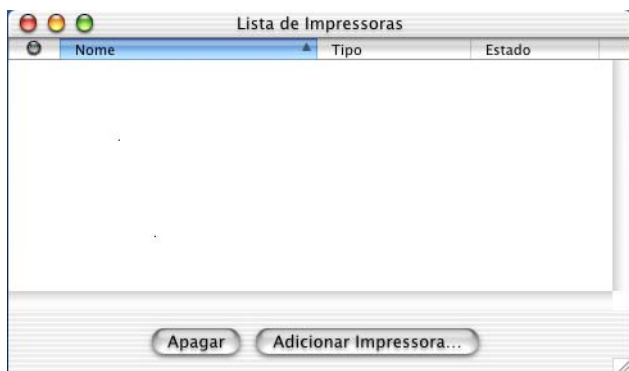 Lista de Impressoras
Nome Tipo Estado
Apagar Adicionar Impressora...